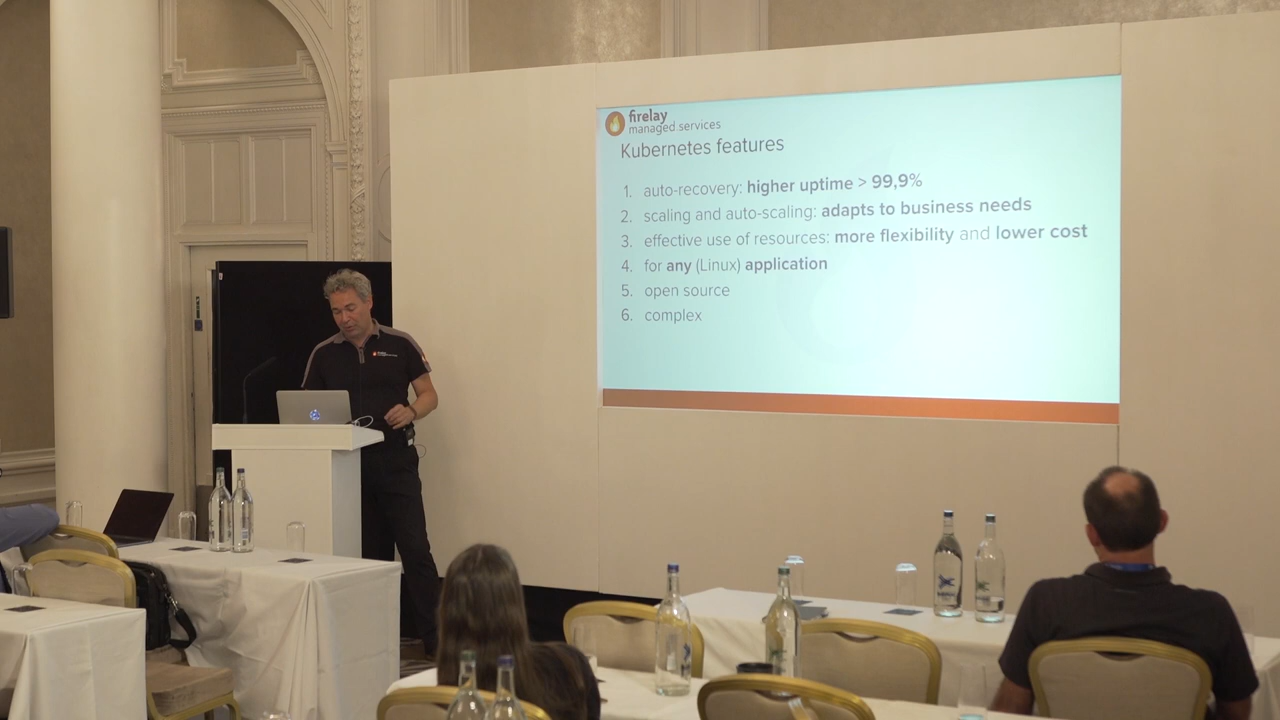 firelay
managed services
Kubernetes features
1. auto-recovery: higher uptime > 99,9%
2. scaling and auto-scaling: adapts to business needs
3. effective use of resources: more flexibility and lower cost
4. for any (Linux) application
5. open source
6. complex